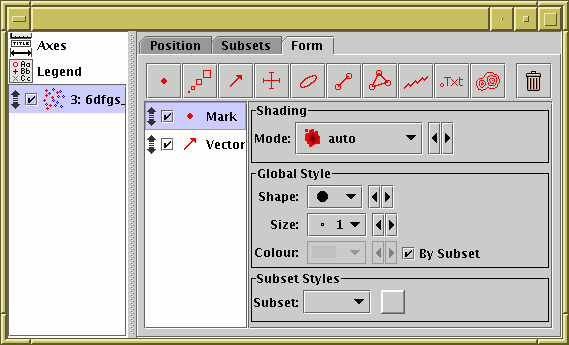 TITLE
Axes
Aa
Bb
Cc
Legend
3: 6dfgs_
Position Subsets Form
.Txt
Mark
Vector
Shading
Mode: auto
Global Style
Shape:
Size: 1
Colour: By Subset
Subset Styles
Subset: